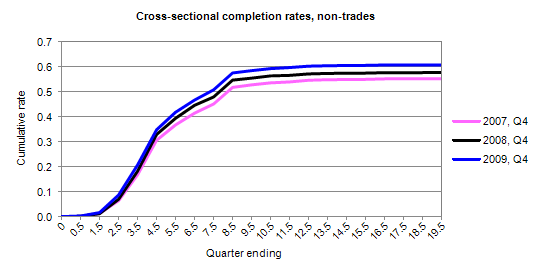 Cross-sectional completion rates, non-trades
0.7
0.6
0.5
0.4
0.3
0.2
0.1
0.0
Cumulative rate
0 0.5 1.5 2.5 3.5 4.5 5.5 6.5 7.5 8.5 9.5 10.5 11.5 12.5 13.5 14.5 15.5 16.5 17.5 18.5 19.5
Quarter ending
2007, Q4
2008, Q4
2009, Q4